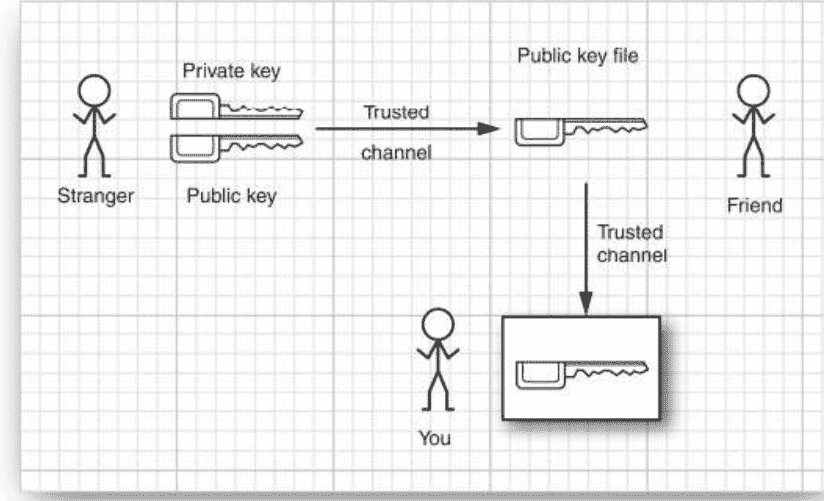 Private key
Public key file
Trusted
channel
Stranger
Public key
Friend
Trusted
channel
You